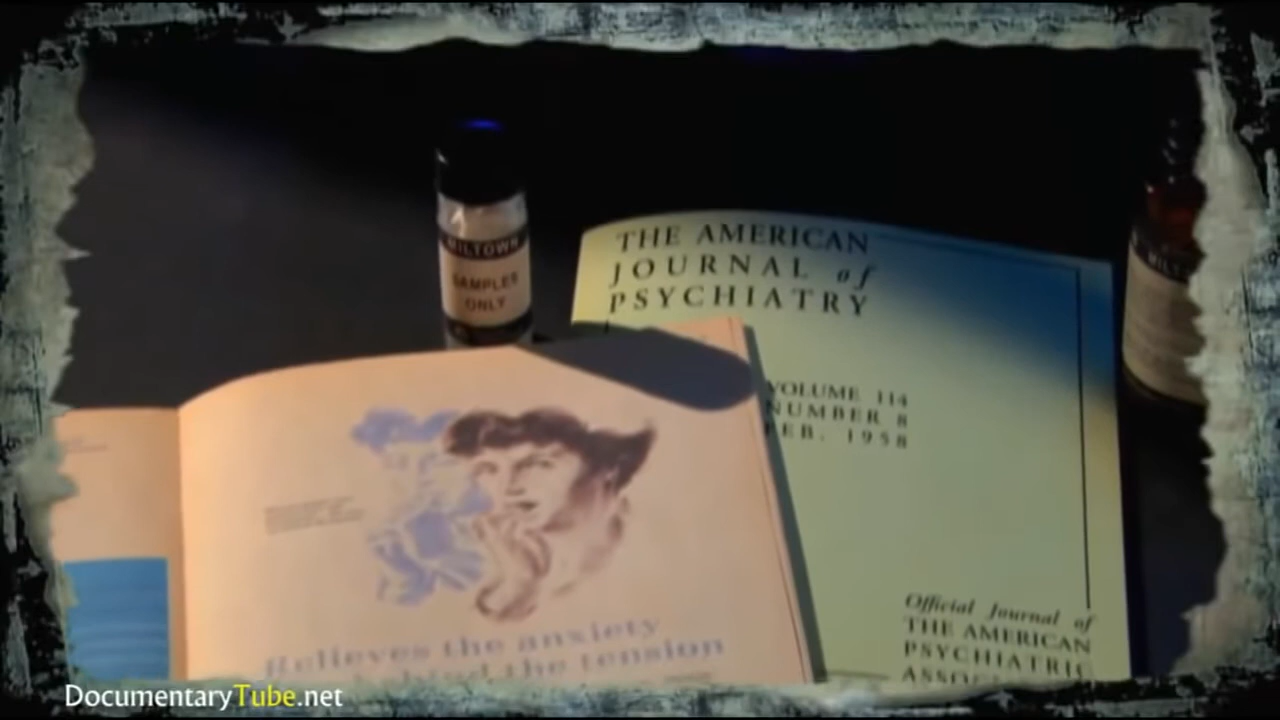 MILTOWN
SAMPLES
ONLY
THE AMERICAN
JOURNAL of
PSYCHIATRY
VOLUME 114
NUMBER 8
FEB. 1958
Relieves the anxiety
behind the tension
Official Journal of
THE AMERICAN
PSYCHIATRIC
DocumentaryTube.net